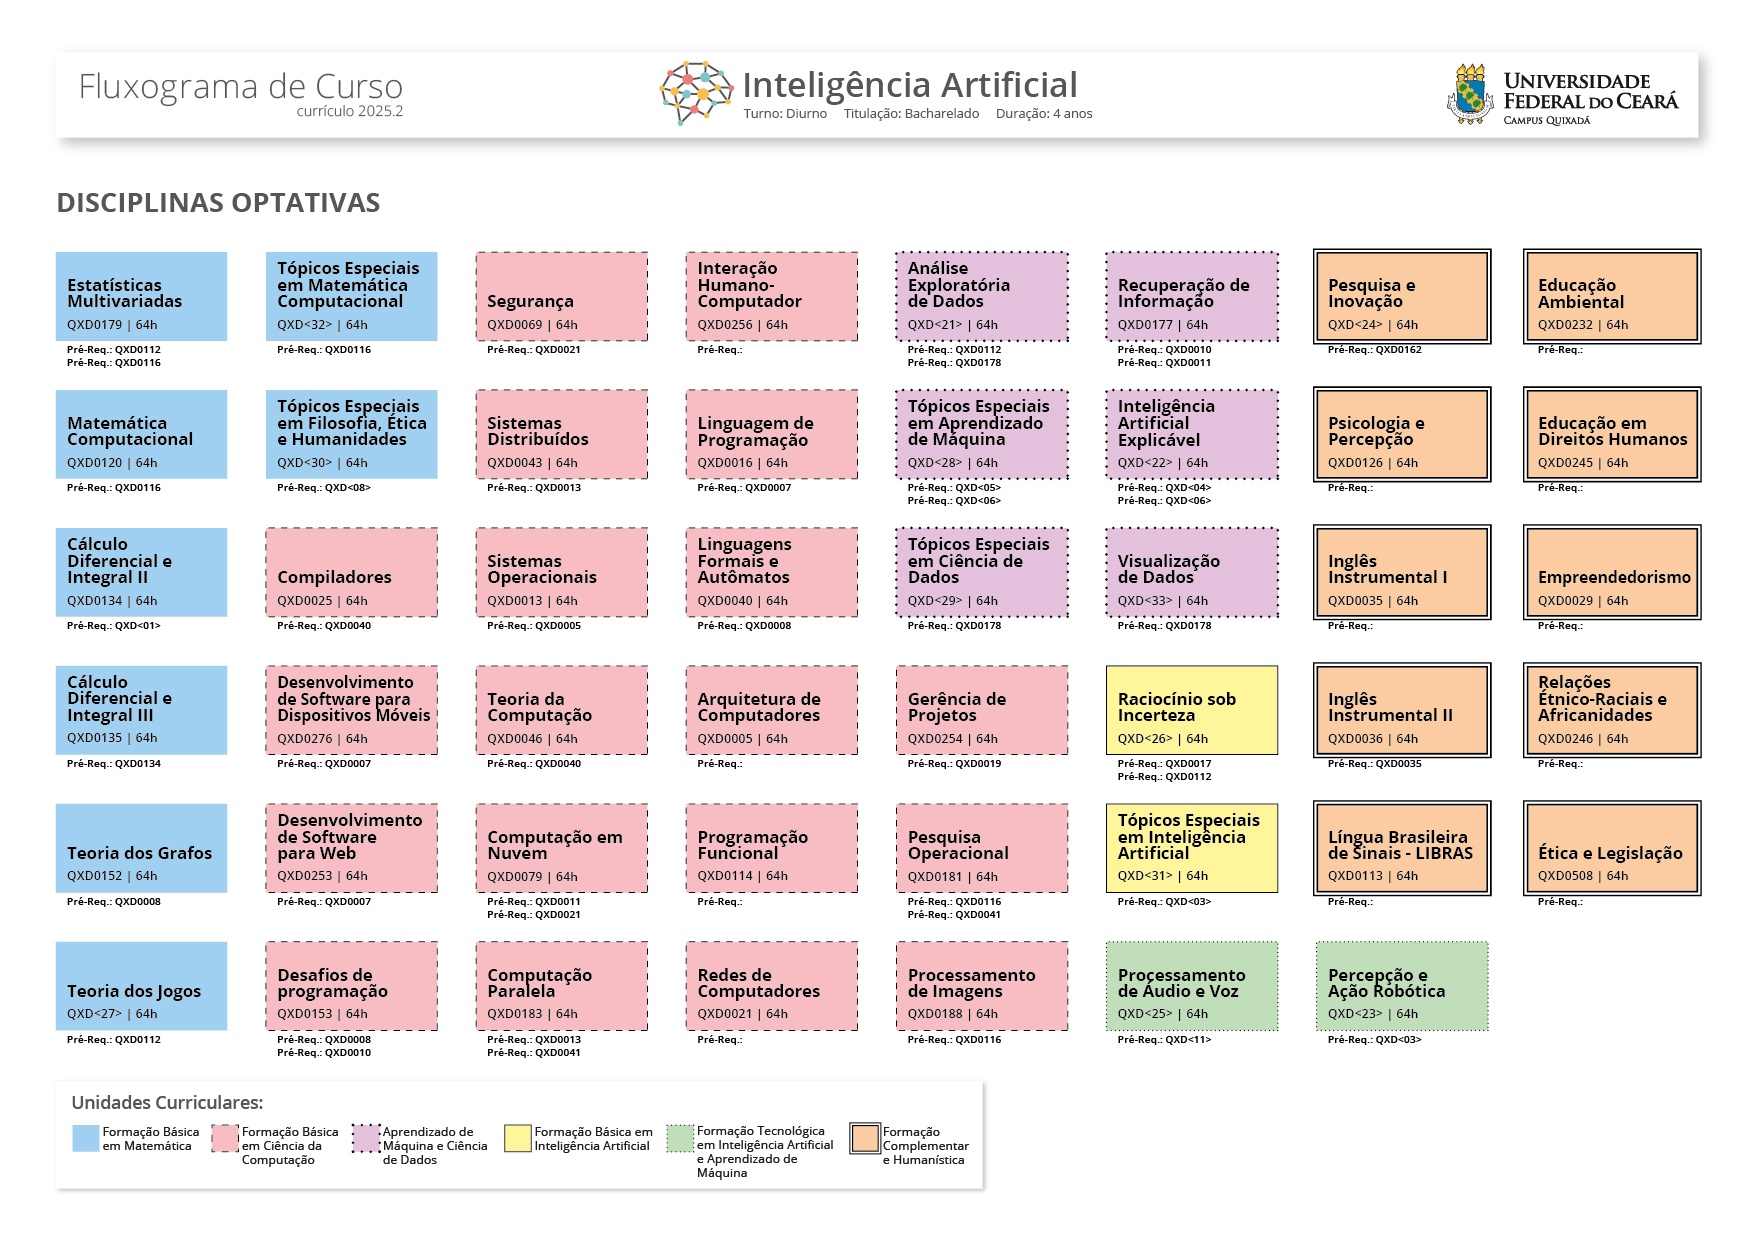 Fluxograma de Curso
currículo 2025.2
Inteligência Artificial
Turno: Diurno Titulação: Bacharelado Duração: 4 anos
UNIVERSIDADE
FEDERAL DO CEARÁ
CAMPUS QUIXADÁ
DISCIPLINAS OPTATIVAS
Estatísticas
Multivariadas
QXD0179 | 64h
Pré-Req.: QXD0112
Pré-Req.: QXD0116
Tópicos Especiais
em Matemática
Computacional
QXD<32> | 64h
Pré-Req.: QXD0116
Segurança
QXD0069 | 64h
Pré-Req.: QXD0021
Interação
Humano-
Computador
QXD0256 | 64h
Pré-Req.:
Análise
Exploratória
de Dados
QXD<21> | 64h
Pré-Req.: QXD0112
Pré-Req.: QXD0178
Recuperação de
Informação
QXD0177 | 64h
Pré-Req.: QXD0010
Pré-Req.: QXD0011
Pesquisa e
Inovação
QXD<24> | 64h
Pré-Req.: QXD0162
Educação
Ambiental
QXD0232 | 64h
Pré-Req.:
Matemática
Computacional
QXD0120 | 64h
Pré-Req.: QXD0116
Tópicos Especiais
em Filosofia, Ética
e Humanidades
QXD<30> | 64h
Pré-Req.: QXD<08>
Sistemas
Distribuídos
QXD0043 | 64h
Pré-Req.: QXD0013
Linguagem de
Programação
QXD0016 | 64h
Pré-Req.: QXD0007
Tópicos Especiais
em Aprendizado
de Máquina
QXD<28> | 64h
Pré-Req.: QXD<05>
Pré-Req.: QXD<06>
Inteligência
Artificial
Explicável
QXD<22> | 64h
Pré-Req.: QXD<04>
Pré-Req.: QXD<06>
Psicologia e
Percepção
QXD0126 | 64h
Pré-Req.:
Educação em
Direitos Humanos
QXD0245 | 64h
Pré-Req.:
Cálculo
Diferencial e
Integral II
QXD0134 | 64h
Pré-Req.: QXD<01>
Compiladores
QXD0025 | 64h
Pré-Req.: QXD0040
Sistemas
Operacionais
QXD0013 | 64h
Pré-Req.: QXD0005
Linguagens
Formais e
Autômatos
QXD0040 | 64h
Pré-Req.: QXD0008
Tópicos Especiais
em Ciência de
Dados
QXD<29> | 64h
Pré-Req.: QXD0178
Visualização
de Dados
QXD<33> | 64h
Pré-Req.: QXD0178
Inglês
Instrumental I
QXD0035 | 64h
Pré-Req.:
Empreendedorismo
QXD0029 | 64h
Pré-Req.:
Cálculo
Diferencial e
Integral III
QXD0135 | 64h
Pré-Req.: QXD0134
Desenvolvimento
de Software para
Dispositivos Móveis
QXD0276 | 64h
Pré-Req.: QXD0007
Teoria da
Computação
QXD0046 | 64h
Pré-Req.: QXD0040
Arquitetura de
Computadores
QXD0005 | 64h
Pré-Req.:
Gerência de
Projetos
QXD0254 | 64h
Pré-Req.: QXD0019
Raciocínio sob
Incerteza
QXD<26> | 64h
Pré-Req.: QXD0017
Pré-Req.: QXD0112
Inglês
Instrumental II
QXD0036 | 64h
Pré-Req.: QXD0035
Relações
Étnico-Raciais e
Africanidades
QXD0246 | 64h
Pré-Req.:
Teoria dos Grafos
QXD0152 | 64h
Pré-Req.: QXD0008
Desenvolvimento
de Software
para Web
QXD0253 | 64h
Pré-Req.: QXD0007
Computação em
Nuvem
QXD0079 | 64h
Pré-Req.: QXD0011
Pré-Req.: QXD0021
Programação
Funcional
QXD0114 | 64h
Pré-Req.:
Pesquisa
Operacional
QXD0181 | 64h
Pré-Req.: QXD0116
Pré-Req.: QXD0041
Tópicos Especiais
em Inteligência
Artificial
QXD<31> | 64h
Pré-Req.: QXD<03>
Língua Brasileira
de Sinais - LIBRAS
QXD0113 | 64h
Pré-Req.:
Ética e Legislação
QXD0508 | 64h
Pré-Req.:
Teoria dos Jogos
QXD<27> | 64h
Pré-Req.: QXD0112
Desafios de
programação
QXD0153 | 64h
Pré-Req.: QXD0008
Pré-Req.: QXD0010
Computação
Paralela
QXD0183 | 64h
Pré-Req.: QXD0013
Pré-Req.: QXD0041
Redes de
Computadores
QXD0021 | 64h
Pré-Req.:
Processamento
de Imagens
QXD0188 | 64h
Pré-Req.: QXD0116
Processamento
de Áudio e Voz
QXD<25> | 64h
Pré-Req.: QXD<11>
Percepção e
Ação Robótica
QXD<23> | 64h
Pré-Req.: QXD<03>
Unidades Curriculares:
Formação Básica
em Matemática
Formação Básica
em Ciência da
Computação
Aprendizado de
Máquina e Ciência
de Dados
Formação Básica em
Inteligência Artificial
Formação Tecnológica
em Inteligência Artificial
e Aprendizado de
Máquina
Formação
Complementar
e Humanística